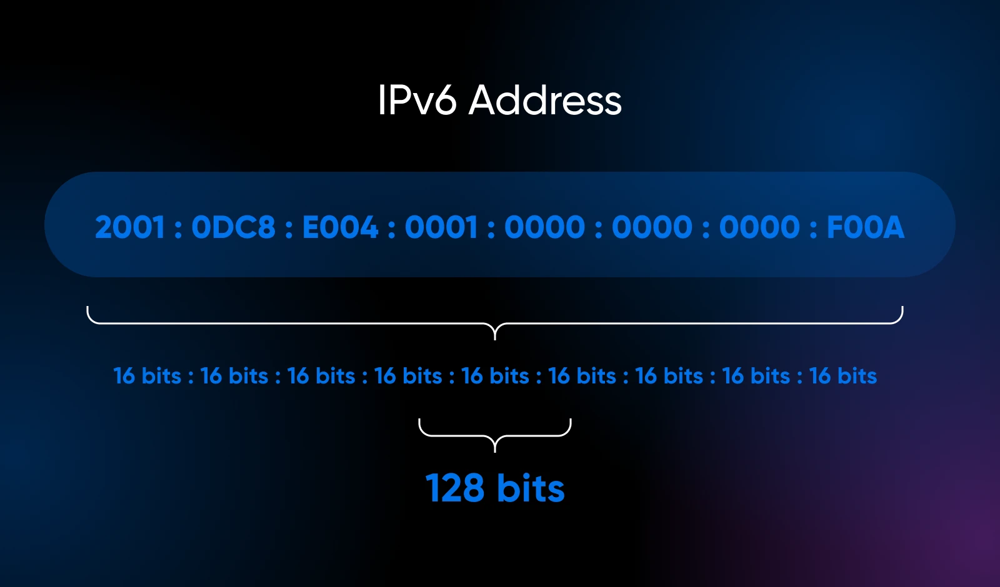 IPv6 Address
2001 : 0DC8 : E004 : 0001 : 0000 : 0000 : 0000 : F00A
16 bits : 16 bits : 16 bits : 16 bits : 16 bits : 16 bits : 16 bits : 16 bits : 16 bits
128 bits